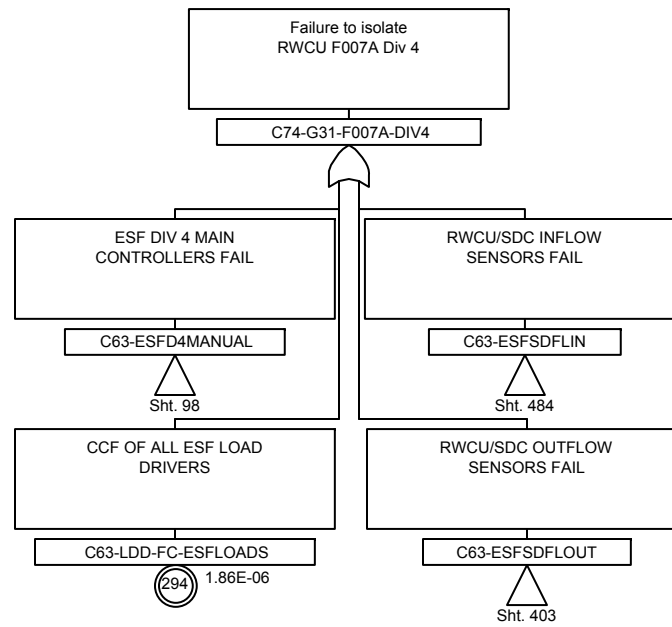 Failure to isolate
RWCU F007A Div 4
C74-G31-F007A-DIV4
ESF DIV 4 MAIN
CONTROLLERS FAIL
C63-ESFD4MANUAL
Sht. 98
RWCU/SDC INFLOW
SENSORS FAIL
C63-ESFSDFLIN
Sht. 484
CCF OF ALL ESF LOAD
DRIVERS
C63-LDD-FC-ESFLOADS
294
1.86E-06
RWCU/SDC OUTFLOW
SENSORS FAIL
C63-ESFSDFLOUT
Sht. 403